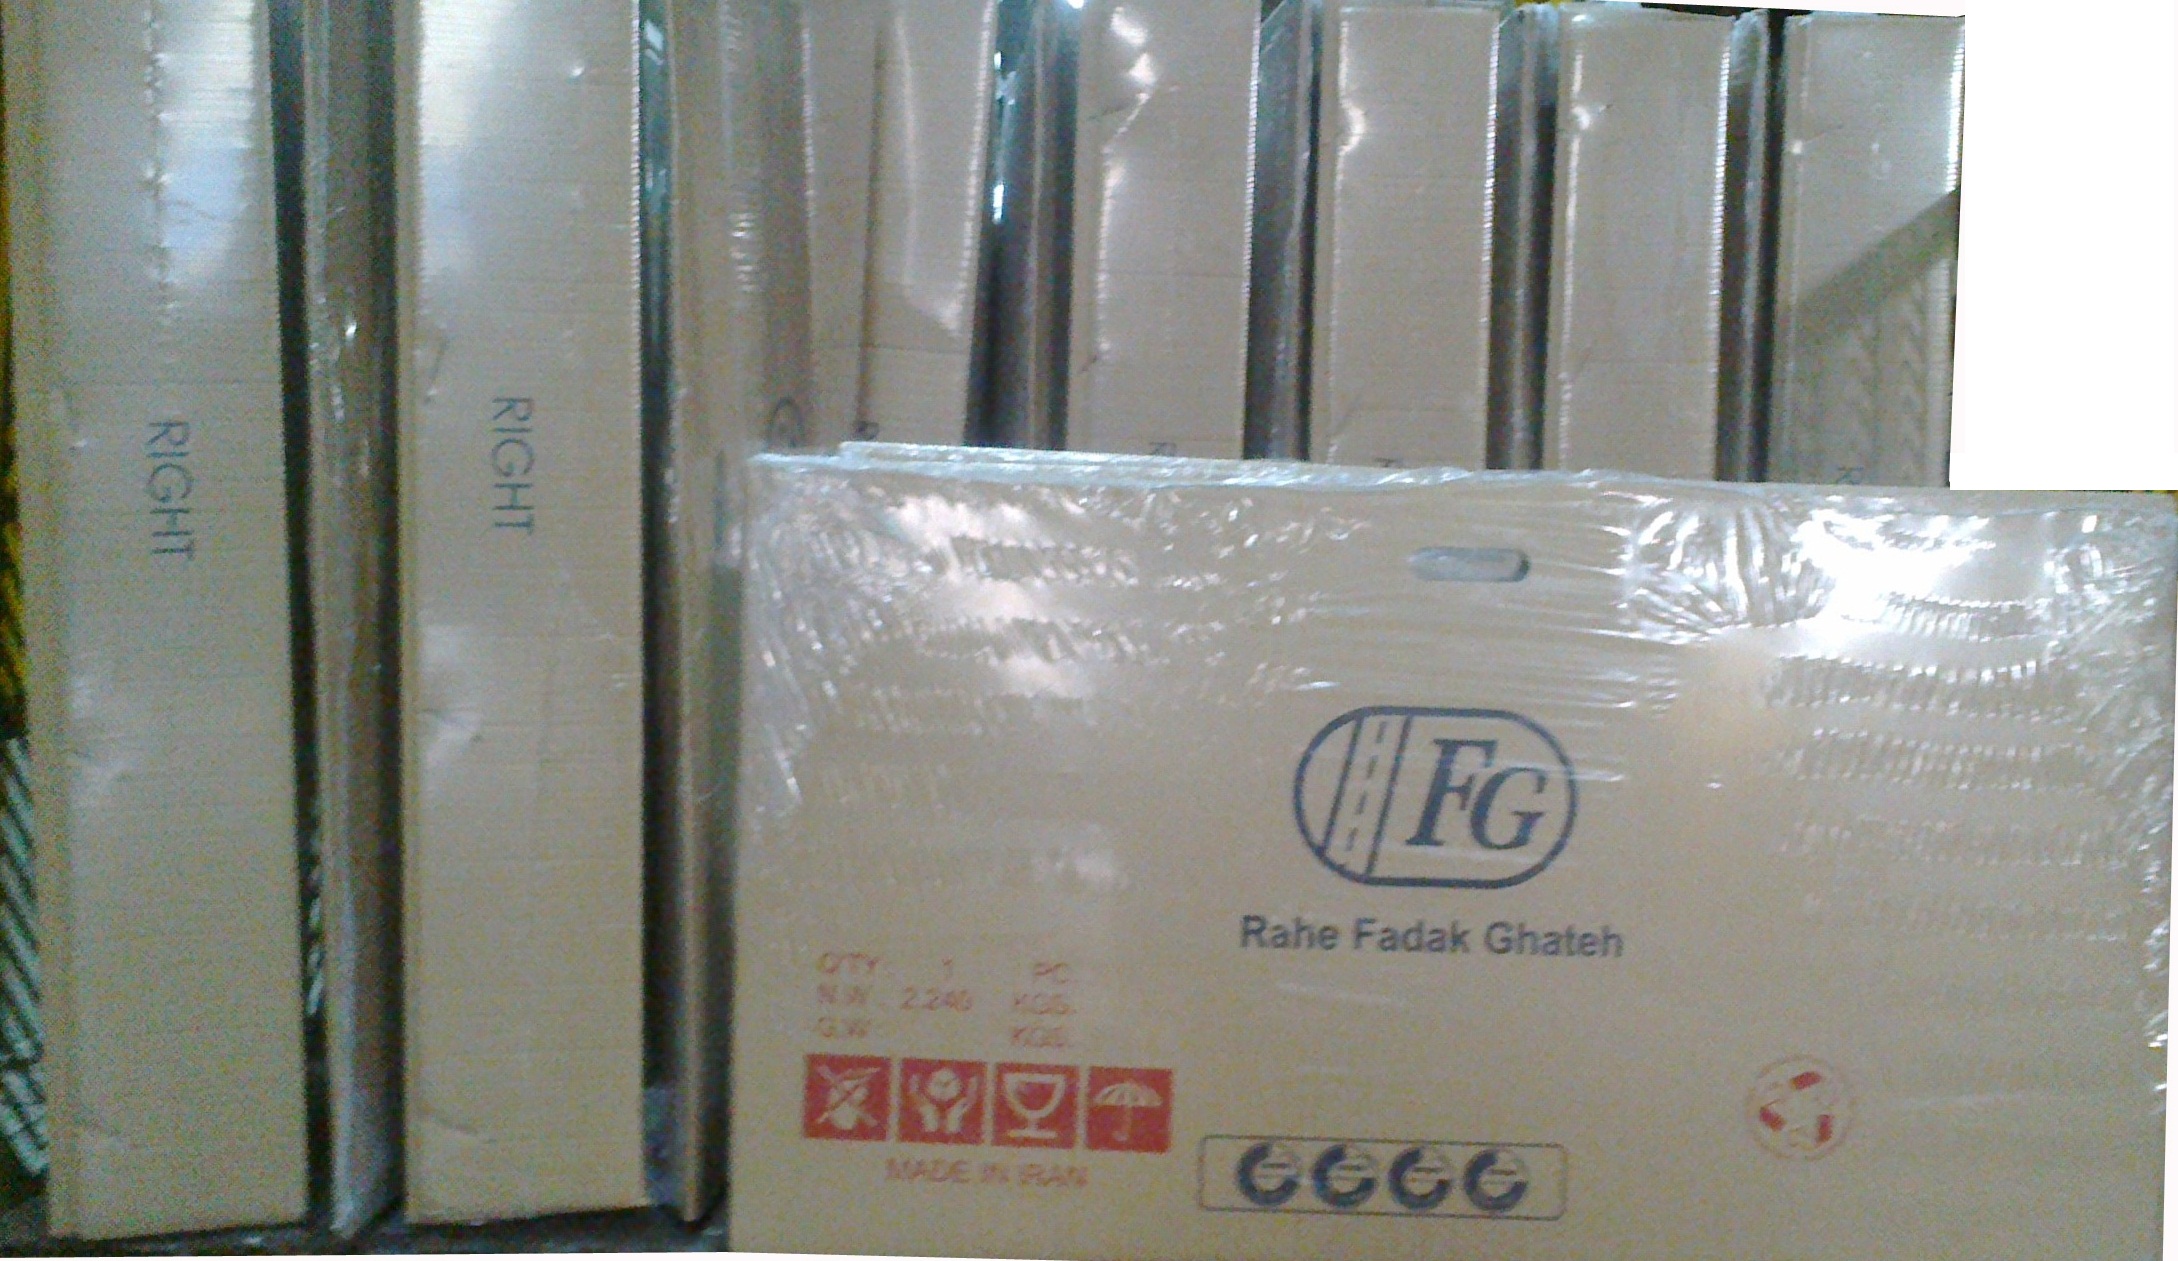 RIGHT
RIGHT
FG
Rahe Fadak Ghateh
Q'TY 1 PC
N.W. 2.240 KGS.
G.W KGS.
MADE IN IRAN